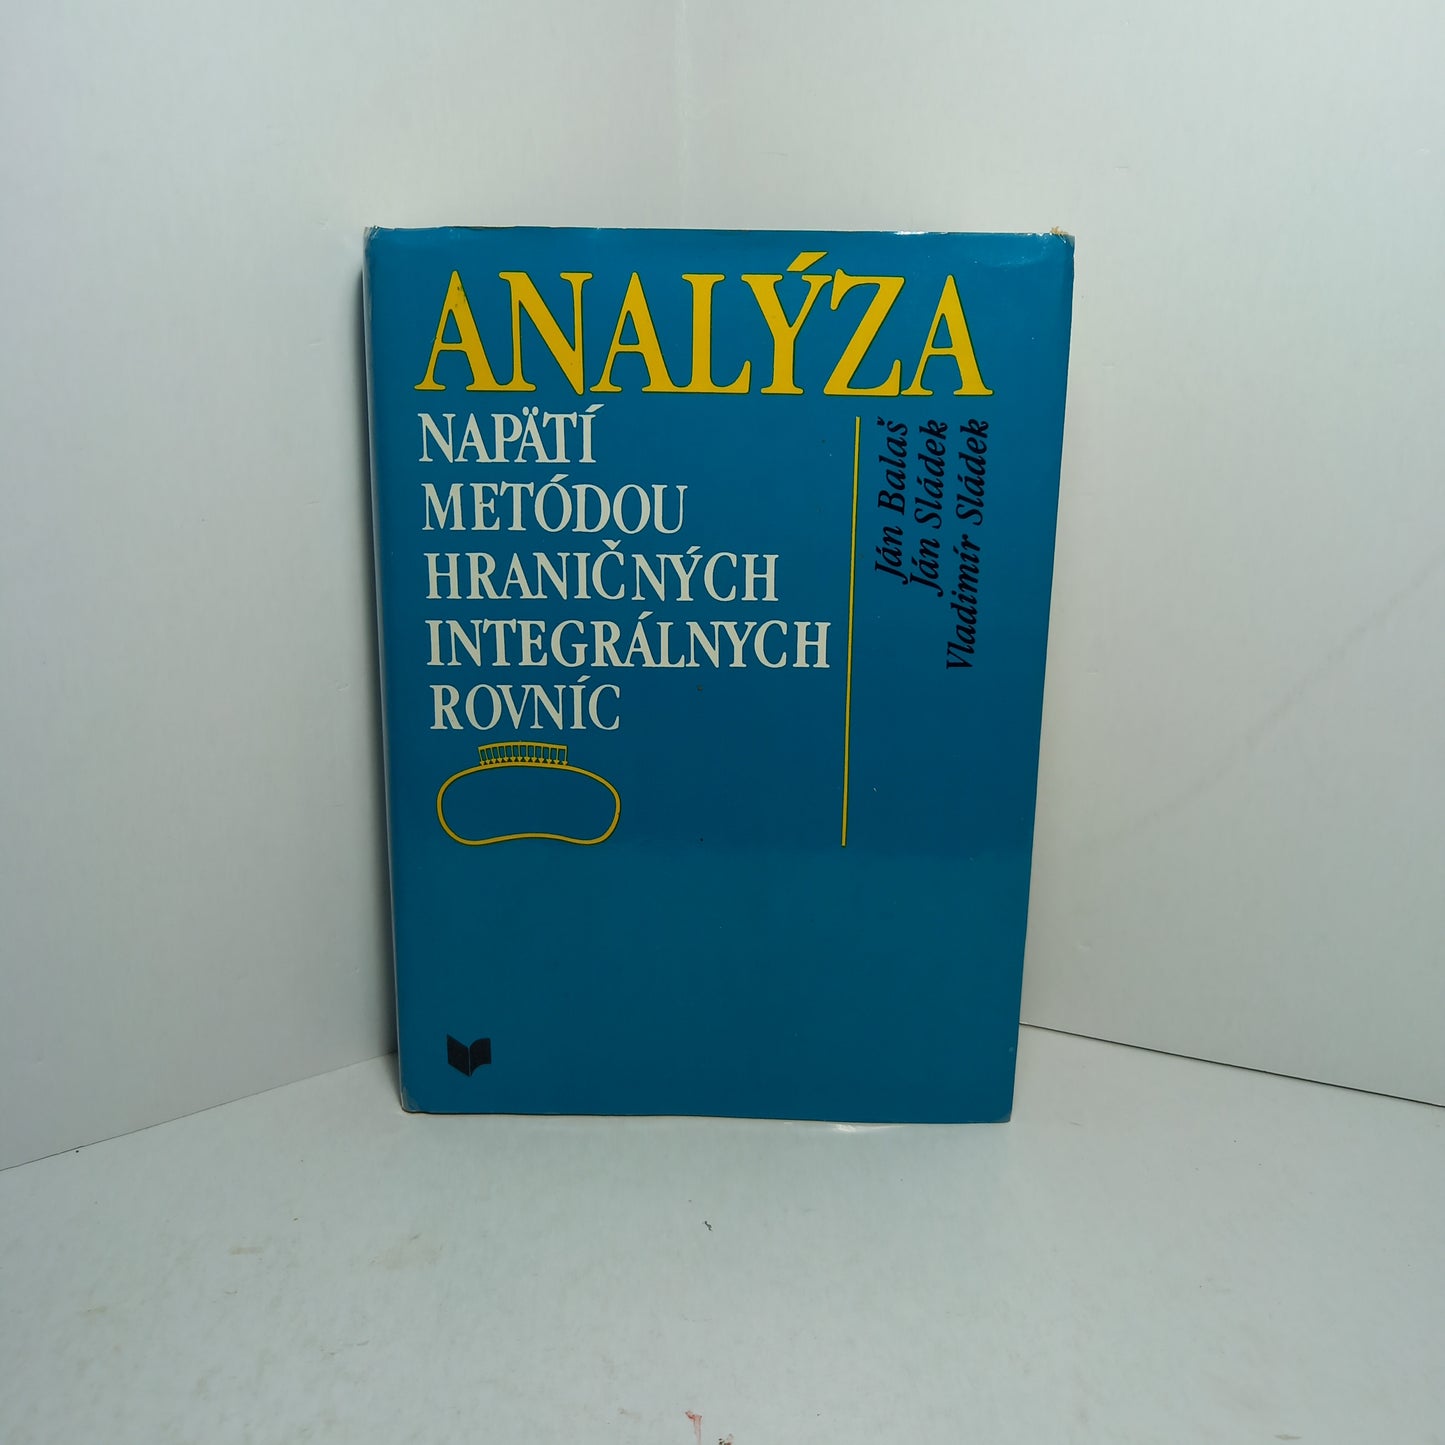 ANALÝZA
NAPÄTÍ
METÓDOU
HRANIČNÝCH
INTEGRÁLNYCH
ROVNÍC
Ján Balaš
Ján Sládek
Vladimír Sládek